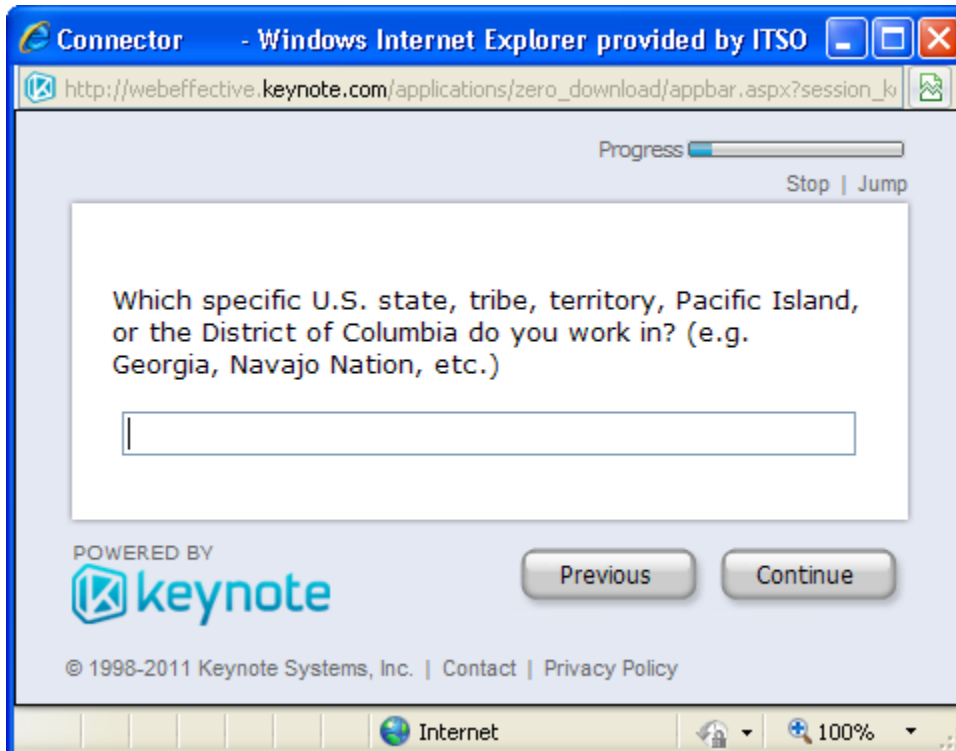 Connector - Windows Internet Explorer provided by ITSO
http://webeffective.keynote.com/applications/zero_download/appbar.aspx?session_k
Progress
Stop | Jump
Which specific U.S. state, tribe, territory, Pacific Island,
or the District of Columbia do you work in? (e.g.
Georgia, Navajo Nation, etc.)
POWERED BY
keynote
Previous
Continue
© 1998-2011 Keynote Systems, Inc. | Contact | Privacy Policy
Internet
100%